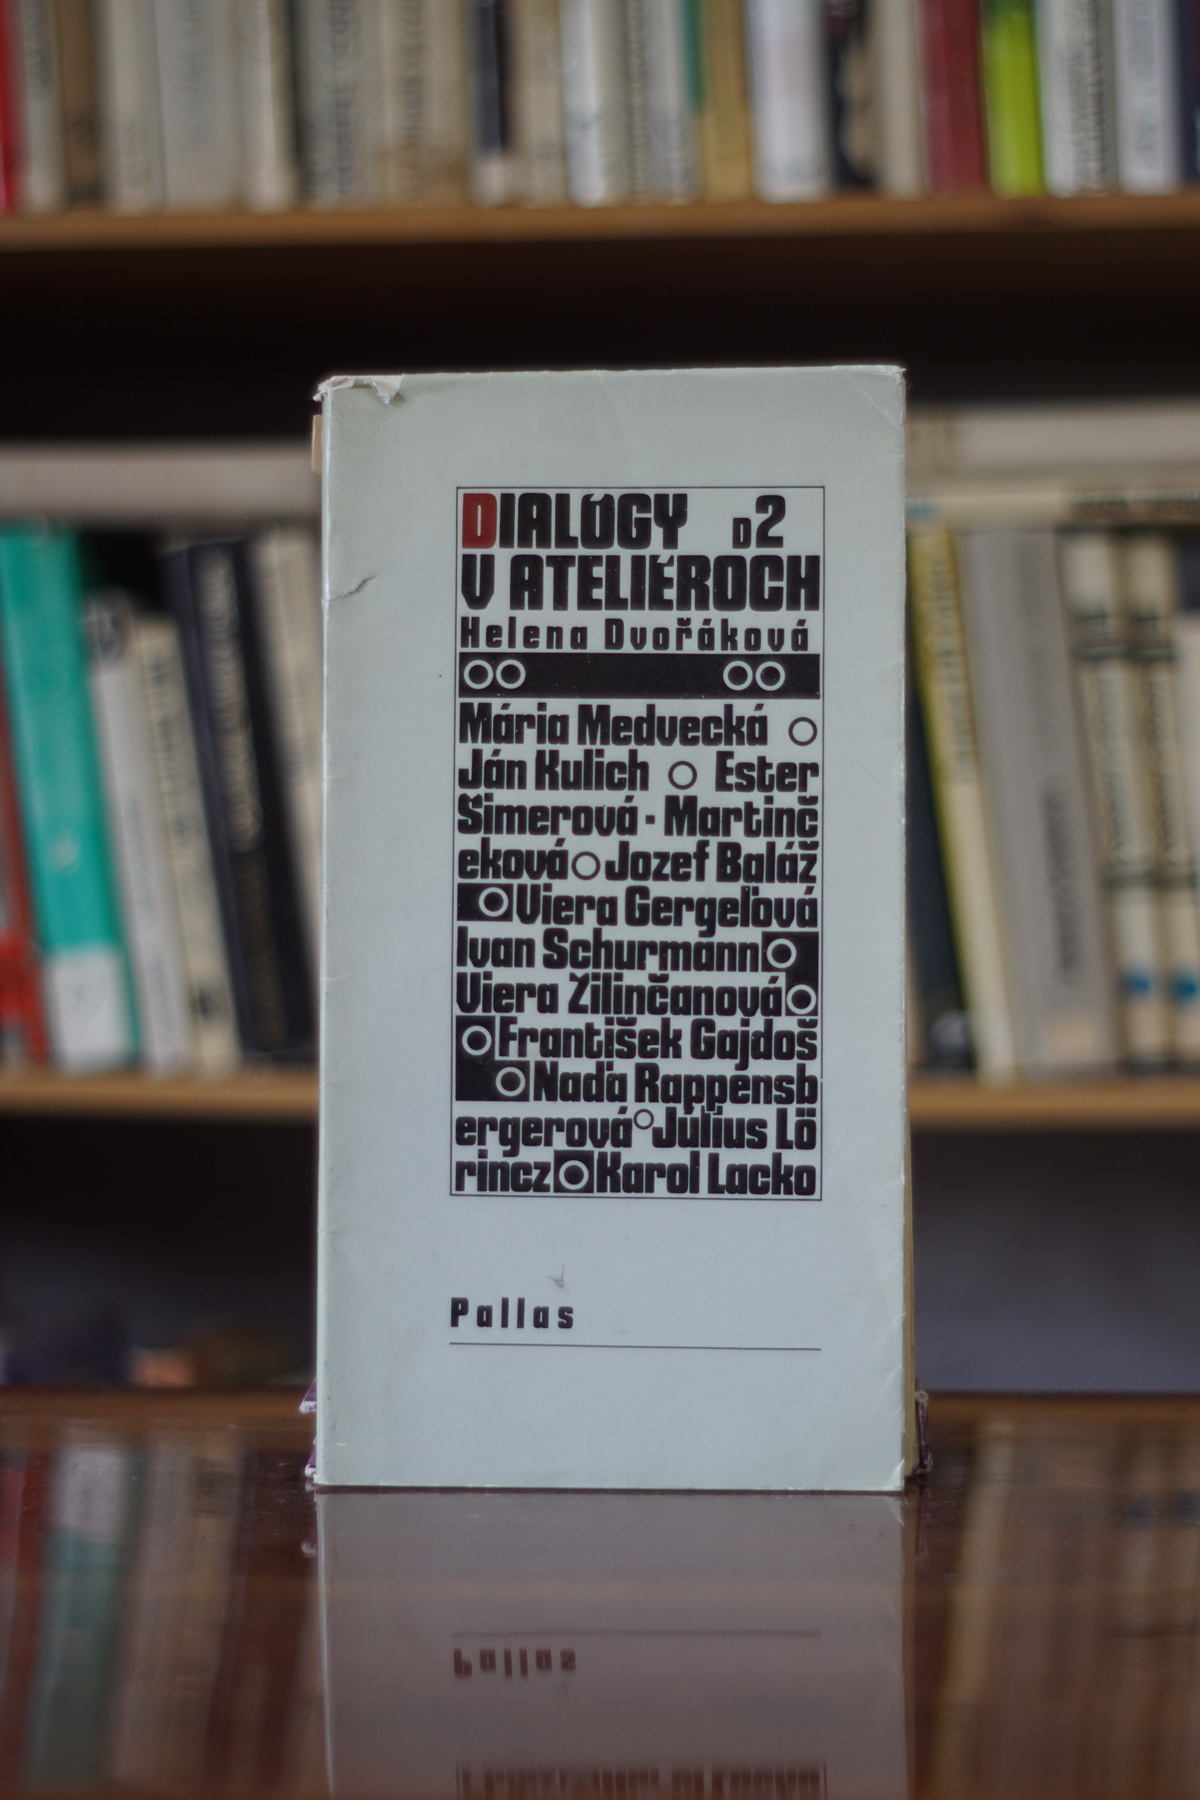 DIALÓGY D2
V ATELIÉROCH
Helena Dvořáková
Mária Medvecká
Ján Kulich Ester
Šimerová - Martinč
eková Jozef Baláž
Viera Gergeľová
Ivan Schurmann
Viera Žilinčanová
František Gajdoš
Naďa Rappensb
ergerová Július Lö
rincz Karol Lacko
Pallas